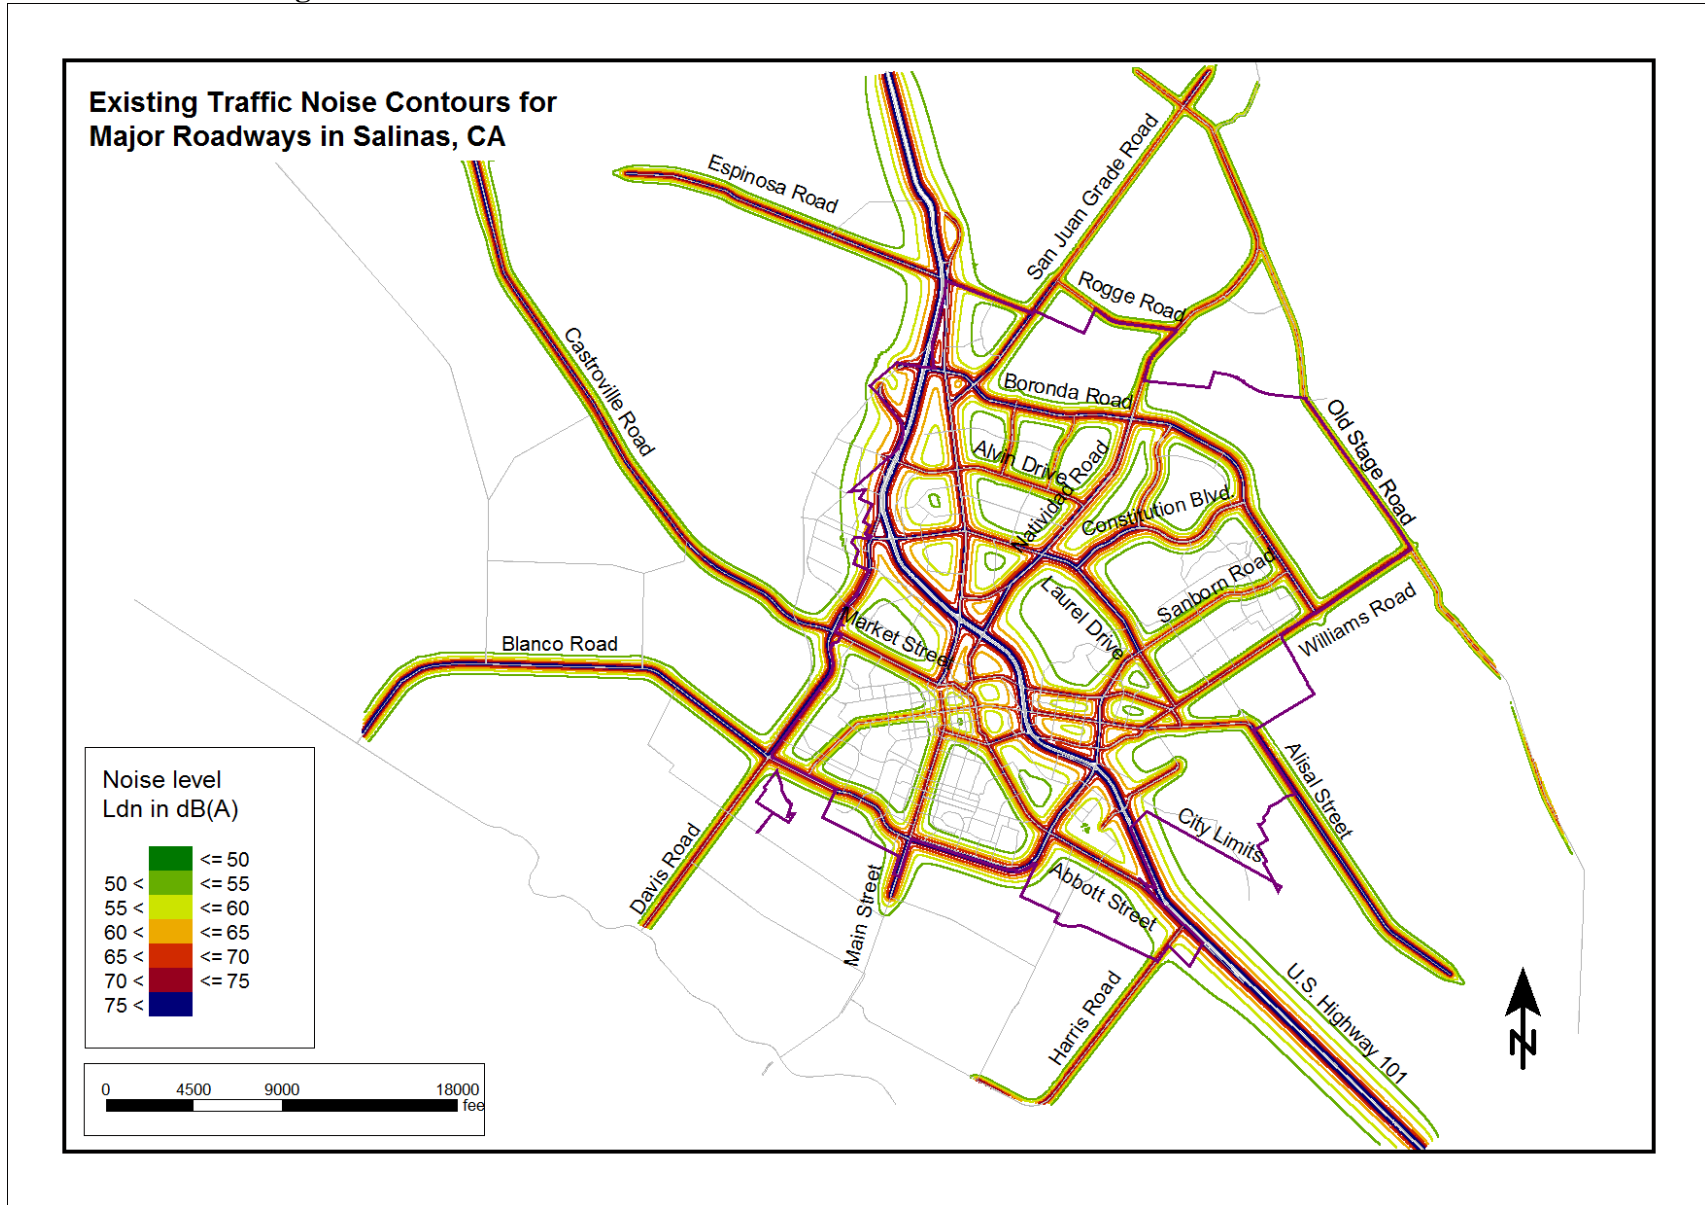 Existing Traffic Noise Contours for
Major Roadways in Salinas, CA
Espinosa Road
San Juan Grade Road
Rogge Road
Castroville Road
Boronda Road
Old Stage Road
Alvin Drive
Natividad Road
Constitution Blvd.
Sanborn Road
Laurel Drive
Williams Road
Market Street
Blanco Road
Alisal Street
City Limits
Davis Road
Main Street
Abbott Street
Harris Road
U.S. Highway 101
Noise level
Ldn in dB(A)
<= 50
50 < <= 55
55 < <= 60
60 < <= 65
65 < <= 70
70 < <= 75
75 <
0 4500 9000 18000
fee
N